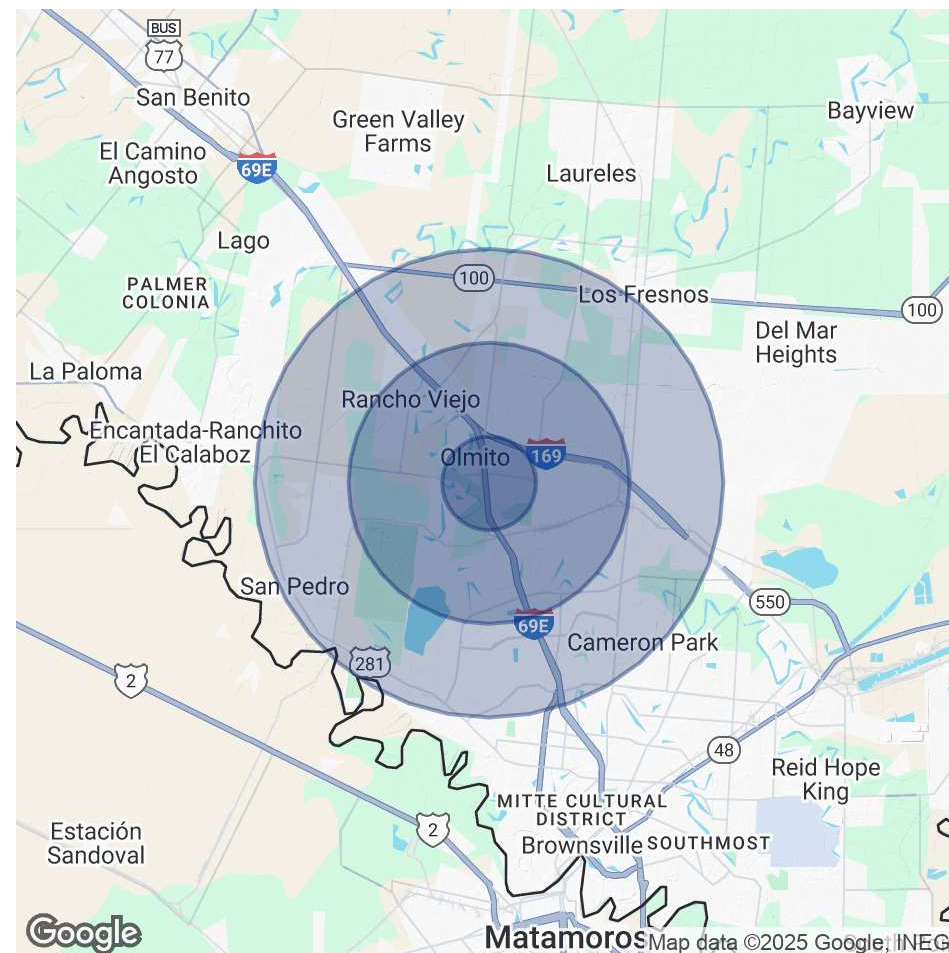 BUS
77
San Benito
Green Valley
Farms
Bayview
El Camino
Angosto
69E
Laureles
Lago
PALMER
COLONIA
100
Los Fresnos
100
Del Mar
Heights
La Paloma
Rancho Viejo
Encantada-Ranchito
El Calaboz
Olmito
169
San Pedro
550
69E
Cameron Park
281
2
48
Reid Hope
King
MITTE CULTURAL
DISTRICT
Estación
Sandoval
2
Brownsville
SOUTHMOST
Google
Matamoros
Map data ©2025 Google, INEG